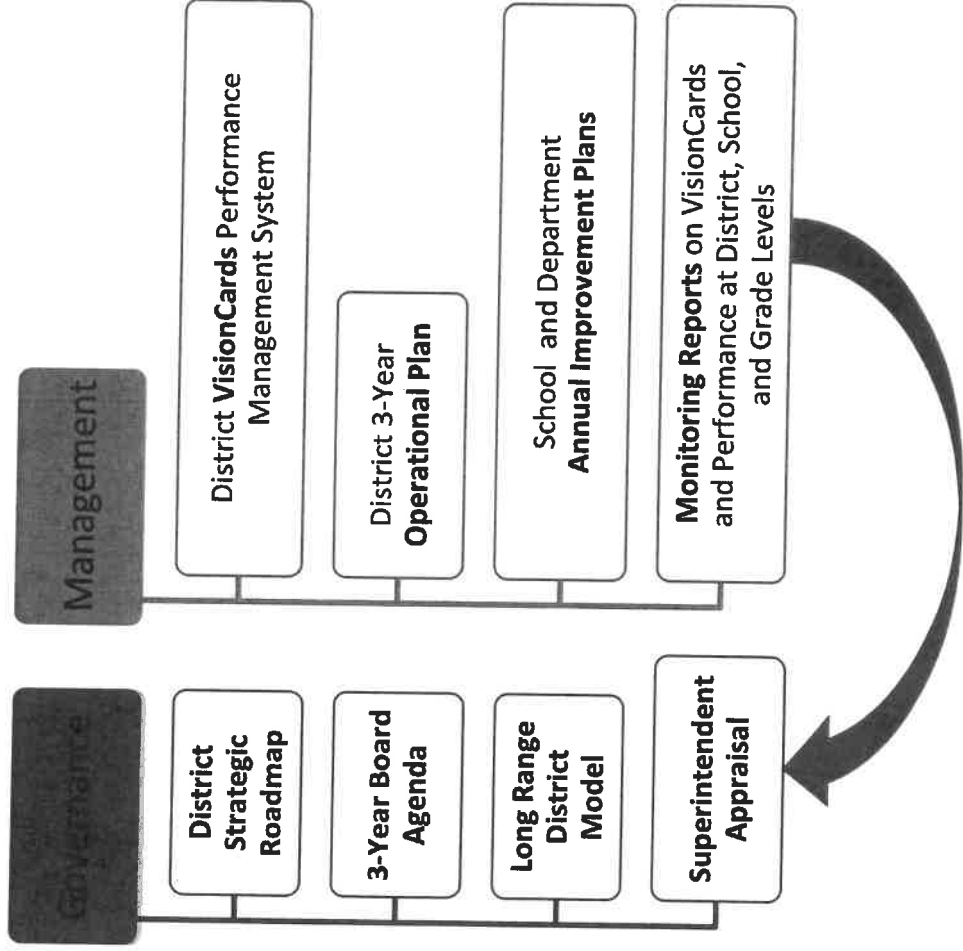 Governance
District
Strategic
Roadmap
3-Year Board
Agenda
Long Range
District
Model
Superintendent
Appraisal
Management
District VisionCards Performance
Management System
District 3-Year
Operational Plan
School and Department
Annual Improvement Plans
Monitoring Reports on VisionCards
and Performance at District, School,
and Grade Levels